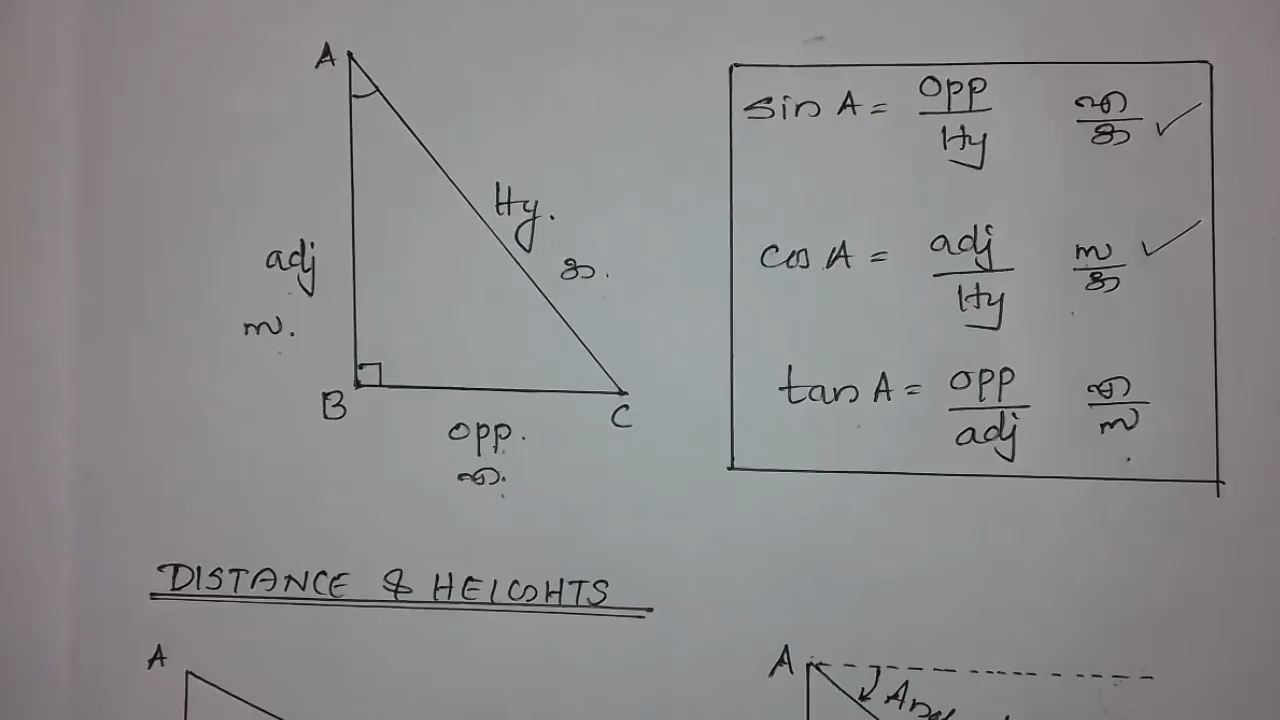 A
Hy.
ക.
adj
സ.
B
C
opp.
എ.
sin A = opp/Hy എ/ക ✓
cos A = adj/Hy സ/ക ✓
tan A = opp/adj എ/സ
DISTANCE & HEIGHTS
A
A